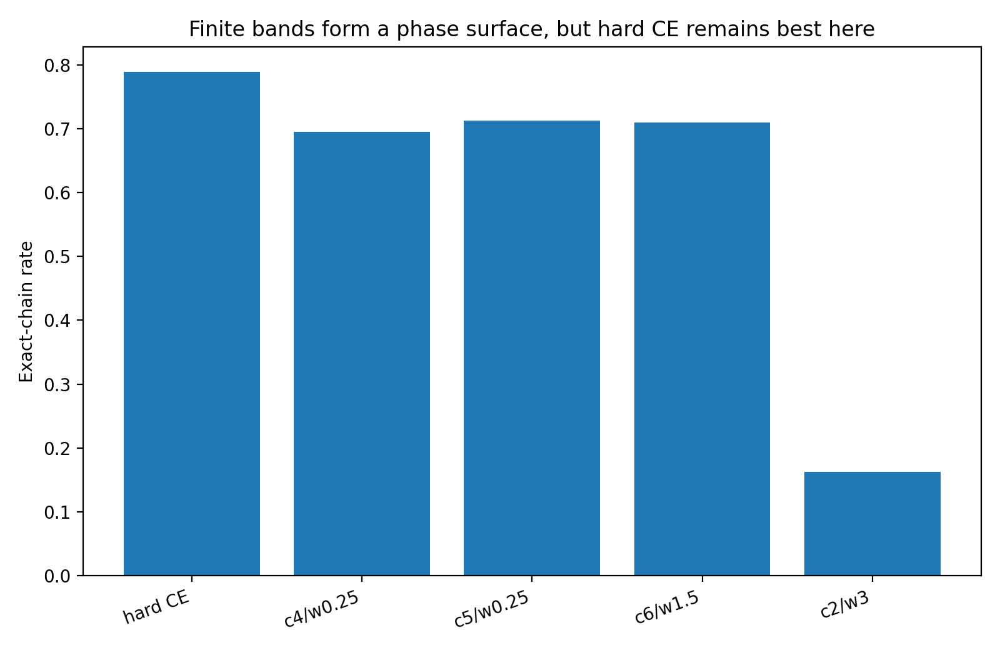 Finite bands form a phase surface, but hard CE remains best here
Exact-chain rate
0.8
0.7
0.6
0.5
0.4
0.3
0.2
0.1
0.0
hard CE
c4/w0.25
c5/w0.25
c6/w1.5
c2/w3